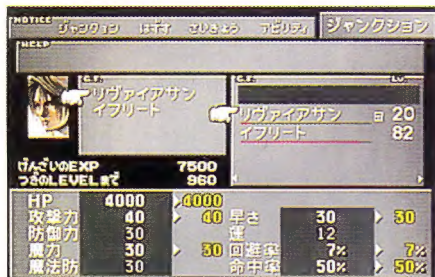 NOTICE
ジャンクション はずす さいきょう アビリティ ジャンクション
HELP
G.F.
リヴァイアサン
イフリート
G.F. Lv.
リヴァイアサン 20
イフリート 82
げんざいのEXP 7500
つぎのLEVELまで 960
HP 4000 4000
攻撃力 40 40 早さ 30 30
防御力 30 運 12
魔力 30 30 回避率 7% 7%
魔法防 30 命中率 50% 50%